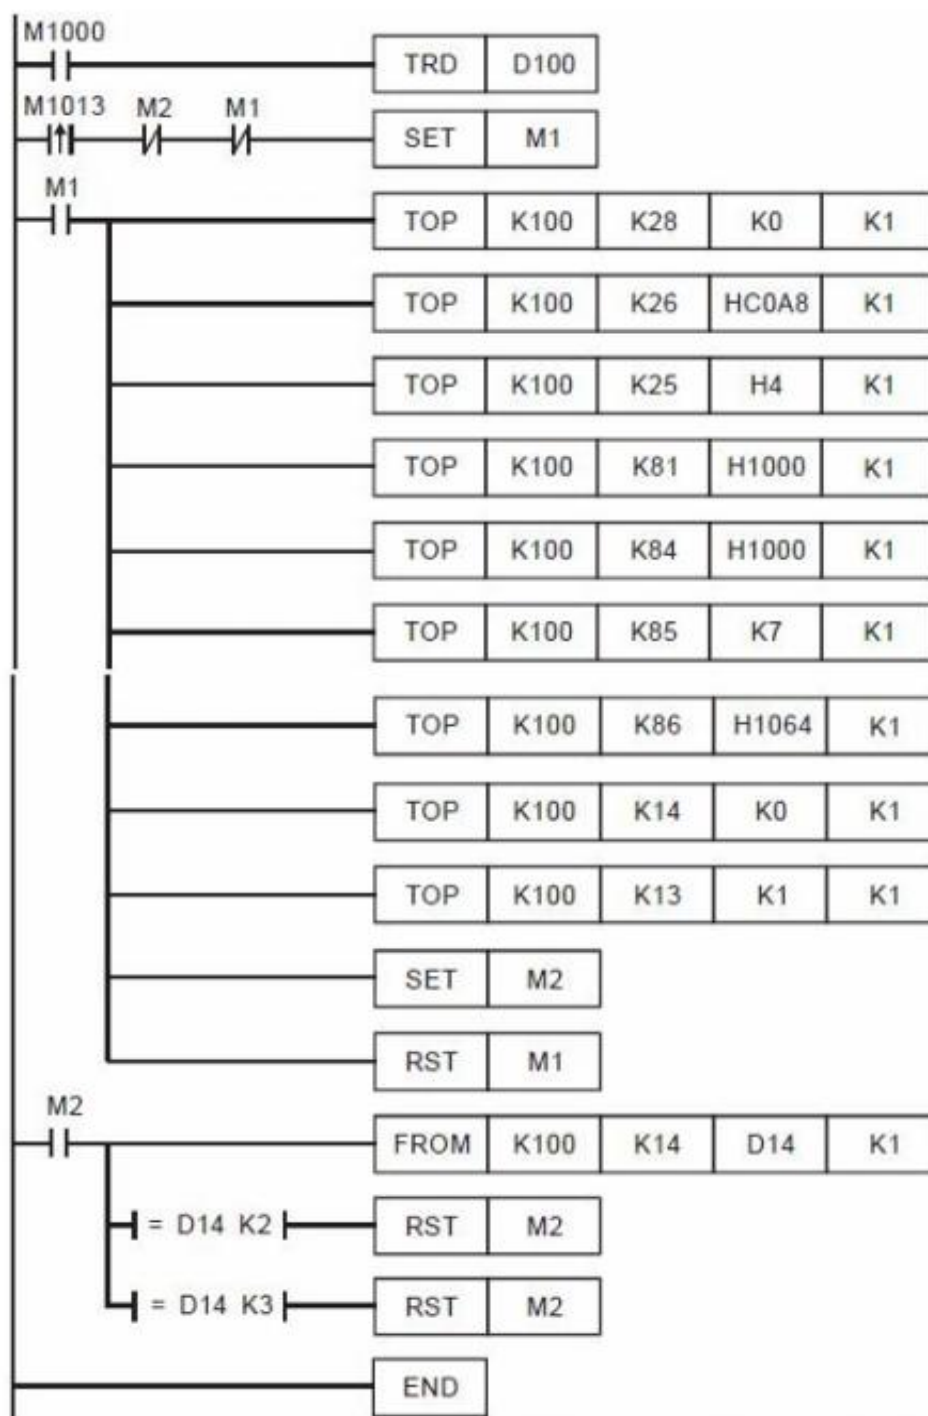 M1000
TRD D100
M1013 M2 M1
SET M1
M1
TOP K100 K28 K0 K1
TOP K100 K26 HC0A8 K1
TOP K100 K25 H4 K1
TOP K100 K81 H1000 K1
TOP K100 K84 H1000 K1
TOP K100 K85 K7 K1
TOP K100 K86 H1064 K1
TOP K100 K14 K0 K1
TOP K100 K13 K1 K1
SET M2
RST M1
M2
FROM K100 K14 D14 K1
= D14 K2 RST M2
= D14 K3 RST M2
END